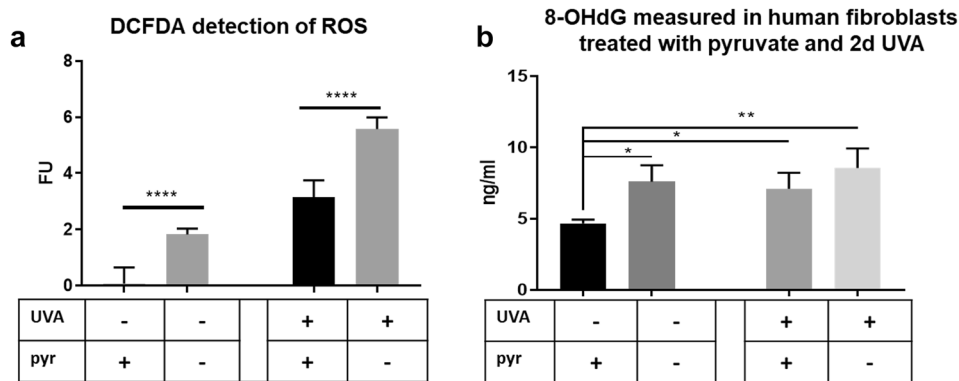 a
DCFDA detection of ROS
8
6
4
2
0
FU
****
****
UVA - - + +
pyr + - + -
b
8-OHdG measured in human fibroblasts
treated with pyruvate and 2d UVA
15
10
5
0
ng/ml
**
*
*
UVA - - + +
pyr + - + -